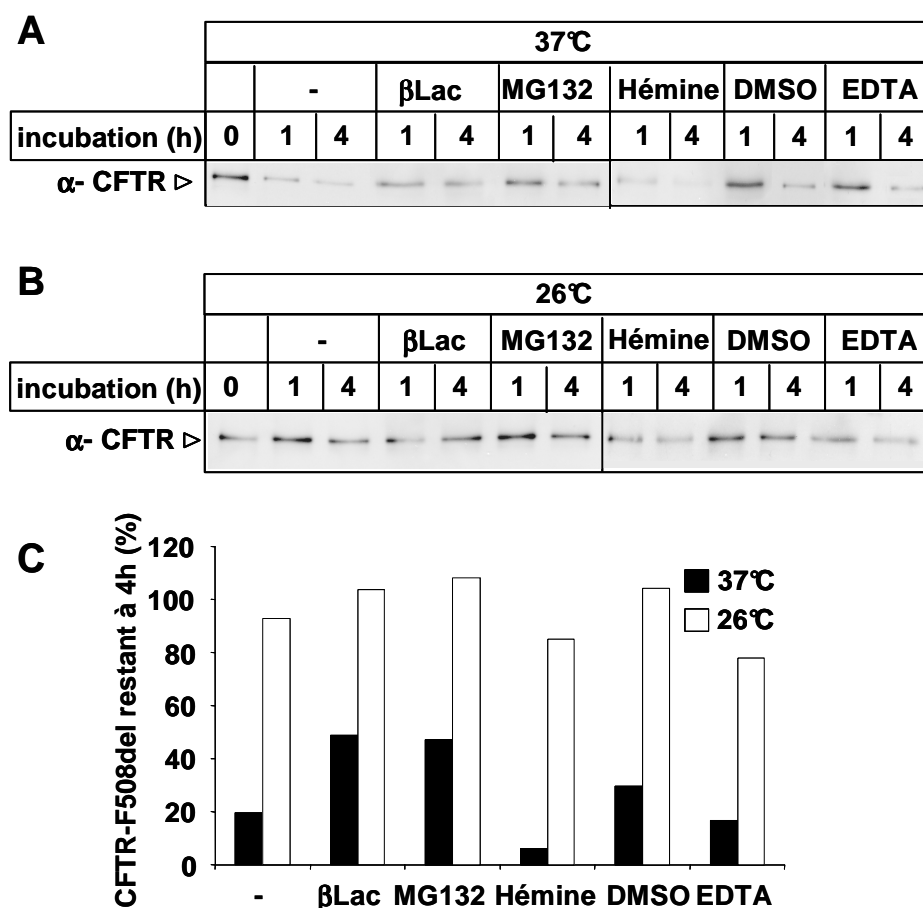 A
37°C
- βLac MG132 Hémine DMSO EDTA
incubation (h) 0 1 4 1 4 1 4 1 4 1 4 1 4
α- CFTR ▷
B
26°C
- βLac MG132 Hémine DMSO EDTA
incubation (h) 0 1 4 1 4 1 4 1 4 1 4 1 4
α- CFTR ▷
C
CFTR-F508del restant à 4h (%)
120
100
80
60
40
20
0
37°C
26°C
- βLac MG132 Hémine DMSO EDTA